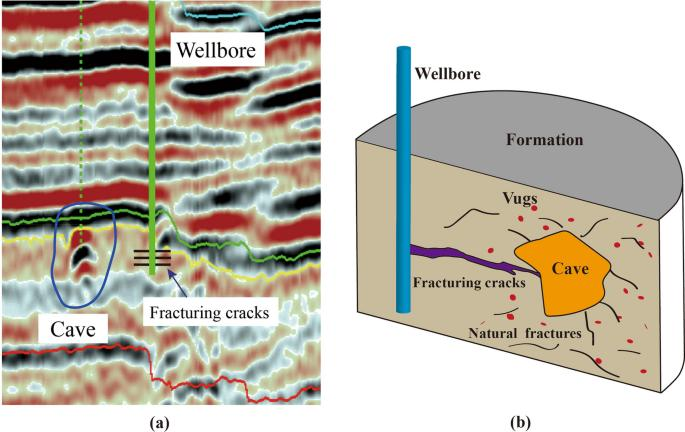 Wellbore
Fracturing cracks
Cave
(a)
Wellbore
Formation
Vugs
Cave
Fracturing cracks
Natural fractures
(b)